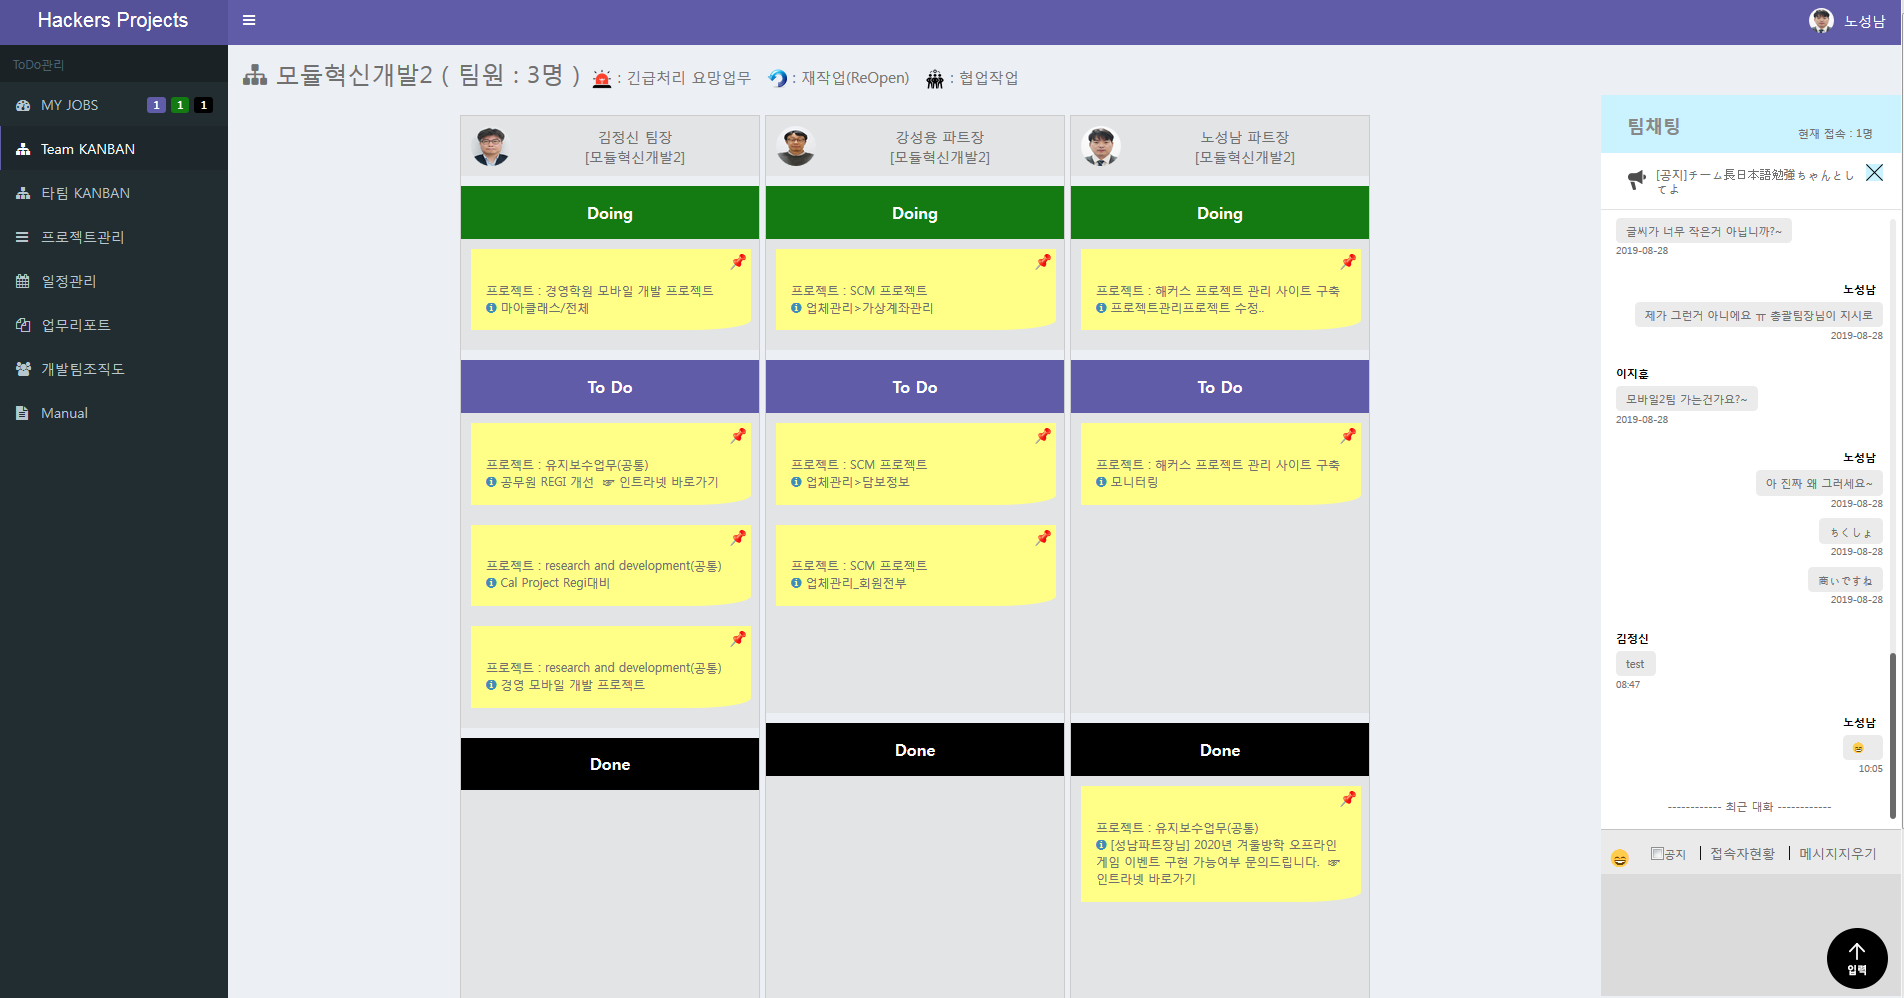 Hackers Projects
노성남
ToDo관리
MY JOBS 1 1 1
Team KANBAN
타팀 KANBAN
프로젝트관리
일정관리
업무리포트
개발팀조직도
Manual
모듈혁신개발2 ( 팀원 : 3명 ) : 긴급처리 요망업무 : 재작업(ReOpen) : 협업작업
김정신 팀장
[모듈혁신개발2]
Doing
프로젝트 : 경영학원 모바일 개발 프로젝트
마이클래스/전체
To Do
프로젝트 : 유지보수업무(공통)
공무원 REGI 개선 ☞ 인트라넷 바로가기
프로젝트 : research and development(공통)
Cal Project Regi대비
프로젝트 : research and development(공통)
경영 모바일 개발 프로젝트
Done
강성용 파트장
[모듈혁신개발2]
Doing
프로젝트 : SCM 프로젝트
업체관리>가상계좌관리
To Do
프로젝트 : SCM 프로젝트
업체관리>담보정보
프로젝트 : SCM 프로젝트
업체관리_회원전부
Done
노성남 파트장
[모듈혁신개발2]
Doing
프로젝트 : 해커스 프로젝트 관리 사이트 구축
프로젝트관리프로젝트 수정..
To Do
프로젝트 : 해커스 프로젝트 관리 사이트 구축
모니터링
Done
프로젝트 : 유지보수업무(공통)
[성남파트장님] 2020년 겨울방학 오프라인
게임 이벤트 구현 가능여부 문의드립니다. ☞
인트라넷 바로가기
팀채팅
현재 접속 : 1명
[공지]チーム長日本語勉強ちゃんとし
てよ
글씨가 너무 작은거 아닙니까?~
2019-08-28
노성남
제가 그런거 아니에요 ㅠ 총괄팀장님이 지시로
2019-08-28
이지훈
모바일2팀 가는건가요?~
2019-08-28
노성남
아 진짜 왜 그러세요~
2019-08-28
ちくしょ
2019-08-28
商いですね
2019-08-28
김정신
test
08:47
노성남
😄
10:05
------------ 최근 대화 ------------
공지 | 접속자현황 | 메시지지우기
입력